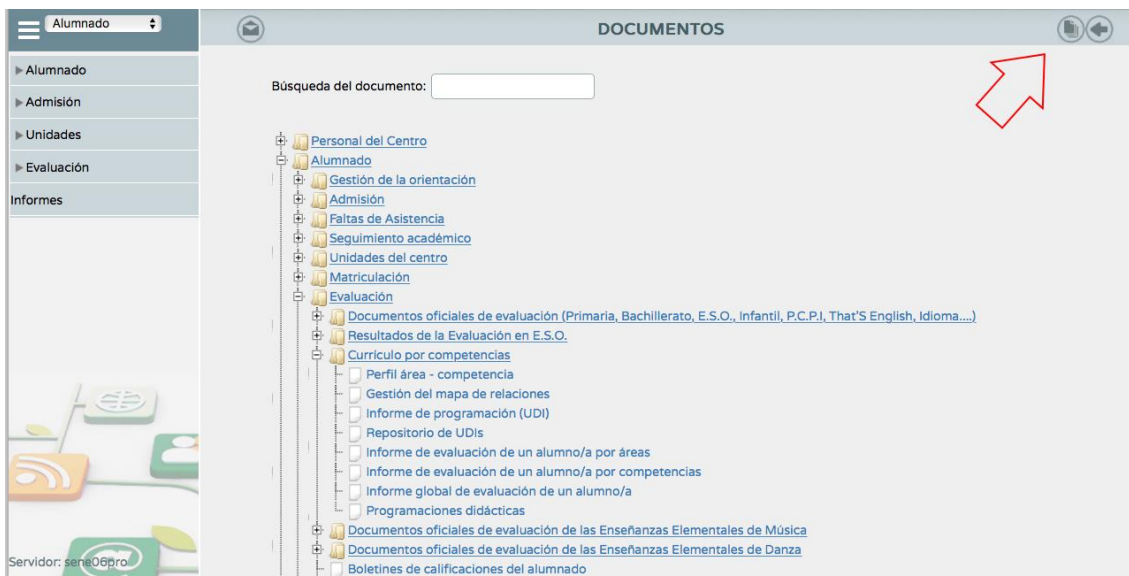 Alumnado
DOCUMENTOS
Alumnado
Admisión
Unidades
Evaluación
Informes
Servidor: sene06pro
Búsqueda del documento:
Personal del Centro
Alumnado
Gestión de la orientación
Admisión
Faltas de Asistencia
Seguimiento académico
Unidades del centro
Matriculación
Evaluación
Documentos oficiales de evaluación (Primaria, Bachillerato, E.S.O., Infantil, P.C.P.I, That'S English, Idioma....)
Resultados de la Evaluación en E.S.O.
Currículo por competencias
Perfil área - competencia
Gestión del mapa de relaciones
Informe de programación (UDI)
Repositorio de UDIs
Informe de evaluación de un alumno/a por áreas
Informe de evaluación de un alumno/a por competencias
Informe global de evaluación de un alumno/a
Programaciones didácticas
Documentos oficiales de evaluación de las Enseñanzas Elementales de Música
Documentos oficiales de evaluación de las Enseñanzas Elementales de Danza
Boletines de calificaciones del alumnado